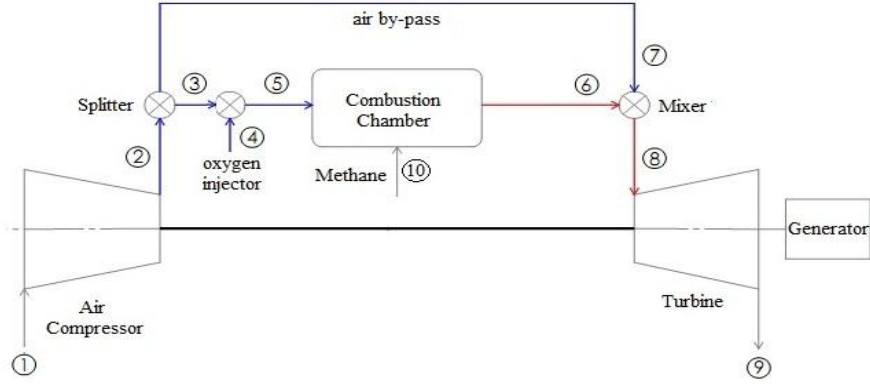 air by-pass
③
⑤
⑥
⑦
Splitter
Combustion
Chamber
Mixer
②
④
⑧
oxygen
injector
Methane
⑩
Generator
Air
Compressor
Turbine
①
⑨